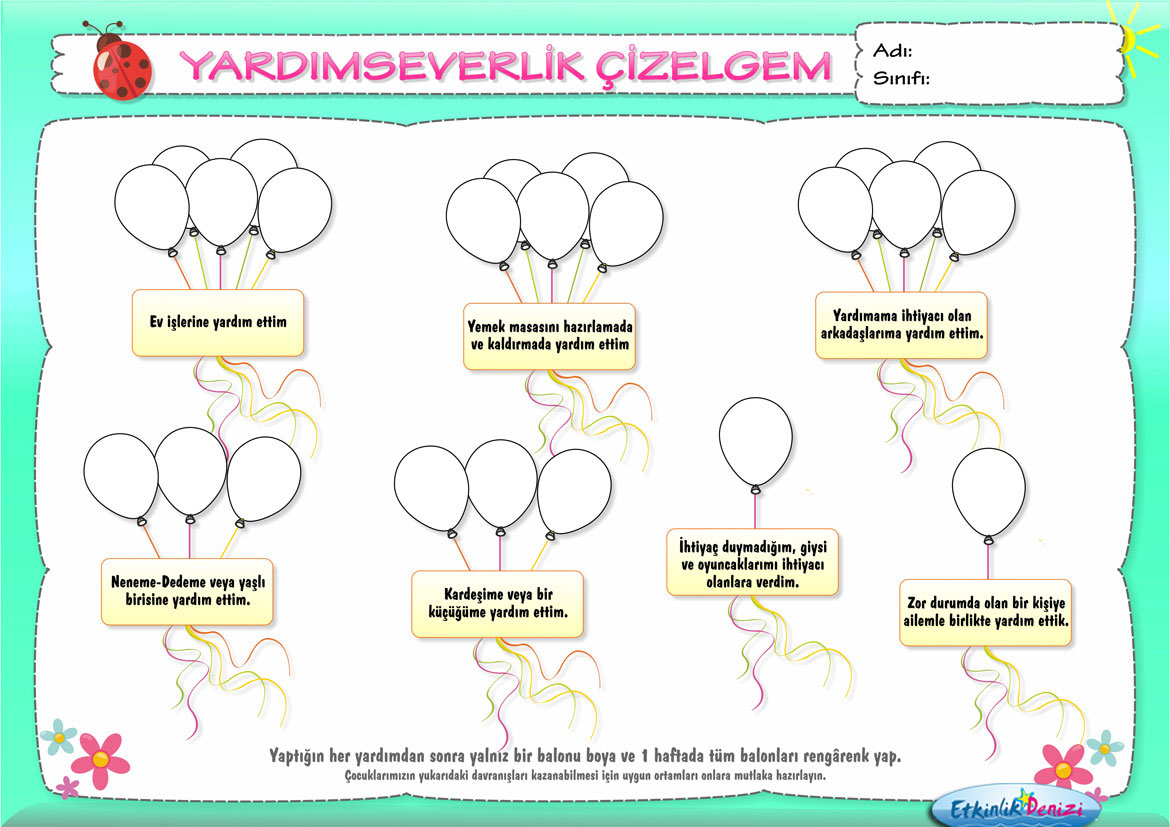 YARDIMSEVERLİK ÇİZELGEM
Adı:
Sınıfı:
Ev işlerine yardım ettim
Yemek masasını hazırlamada
ve kaldırmada yardım ettim
Yardımama ihtiyacı olan
arkadaşlarıma yardım ettim.
Neneme-Dedeme veya yaşlı
birisine yardım ettim.
Kardeşime veya bir
küçüğüme yardım ettim.
İhtiyaç duymadığım, giysi
ve oyuncaklarımı ihtiyacı
olanlara verdim.
Zor durumda olan bir kişiye
ailemle birlikte yardım ettik.
Yaptığın her yardımdan sonra yalnız bir balonu boya ve 1 haftada tüm balonları rengârenk yap.
Çocuklarımızın yukarıdaki davranışları kazanabilmesi için uygun ortamları onlara mutlaka hazırlayın.
Etkinlik Denizi